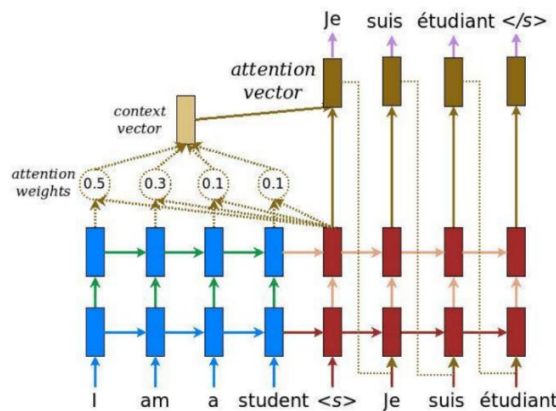 Je suis étudiant </s>
attention
vector
context
vector
attention
weights
0.5 0.3 0.1 0.1
I am a student <s> Je suis étudiant